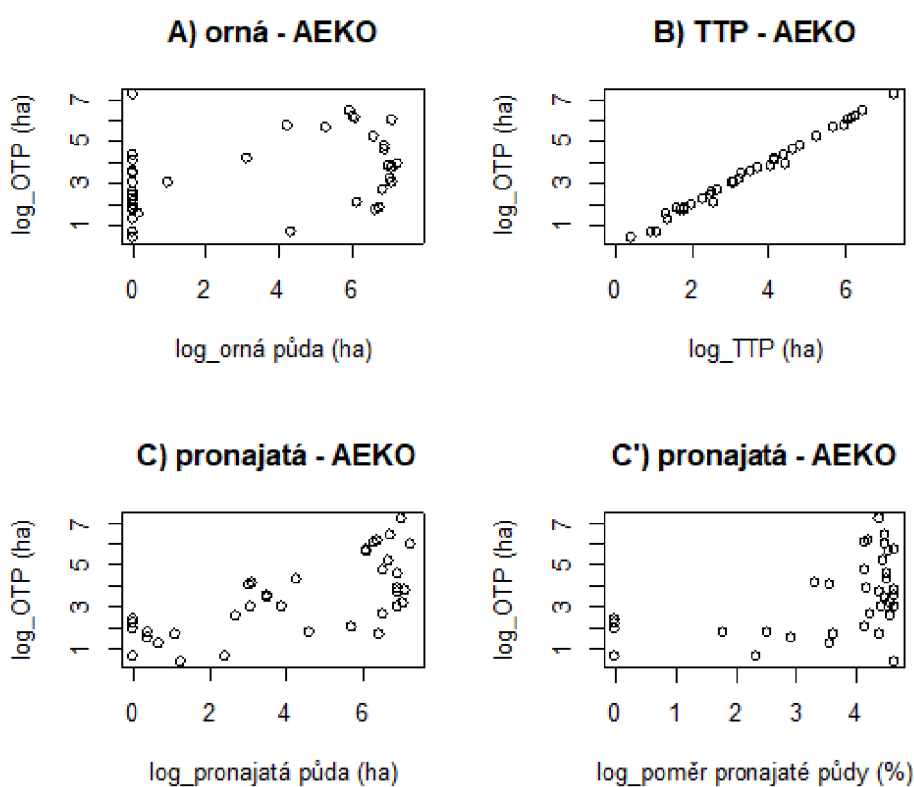 A) orná - AEKO
B) TTP - AEKO
log_OTP (ha)
7
5
3
1
0 2 4 6
log_orná půda (ha)
log_OTP (ha)
7
5
3
1
0 2 4 6
log_TTP (ha)
C) pronajatá - AEKO
C') pronajatá - AEKO
log_OTP (ha)
7
5
3
1
0 2 4 6
log_pronajatá půda (ha)
log_OTP (ha)
7
5
3
1
0 1 2 3 4
log_poměr pronajaté půdy (%)